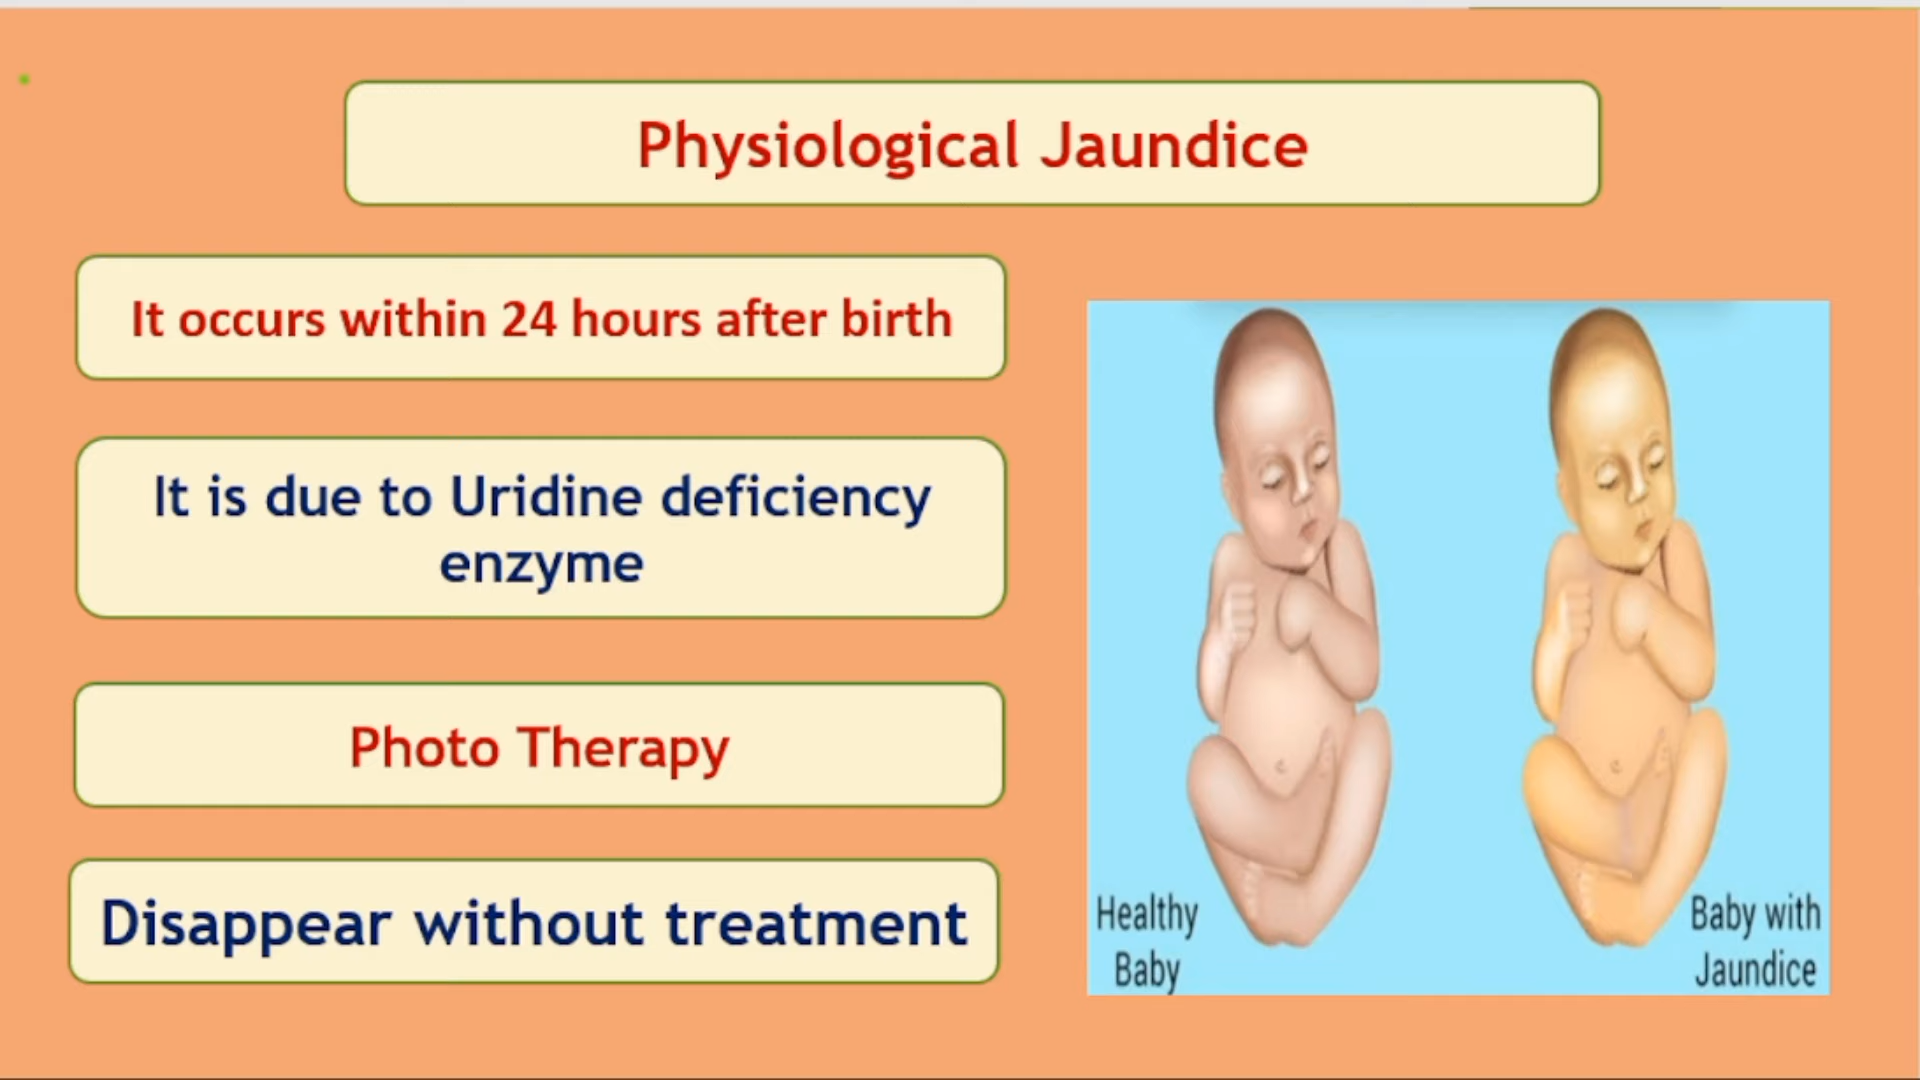 Physiological Jaundice
It occurs within 24 hours after birth
It is due to Uridine deficiency
enzyme
Photo Therapy
Disappear without treatment
Healthy
Baby
Baby with
Jaundice